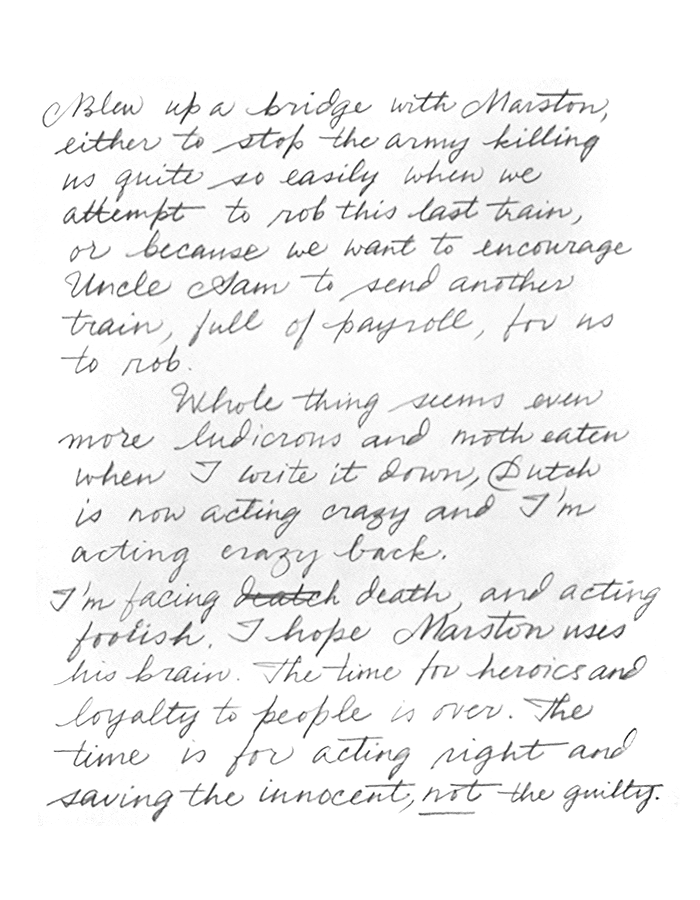 Blew up a bridge with Marston,
either to stop the army killing
us quite so easily when we
attempt to rob this last train,
or because we want to encourage
Uncle Sam to send another
train, full of payroll, for us
to rob.
Whole thing seems even
more ludicrous and moth eaten
when I write it down, Dutch
is now acting crazy and I'm
acting crazy back.
I'm facing death, and acting
foolish. I hope Marston uses
his brain. The time for heroics and
loyalty to people is over. The
time is for acting right and
saving the innocent, not the guilty.